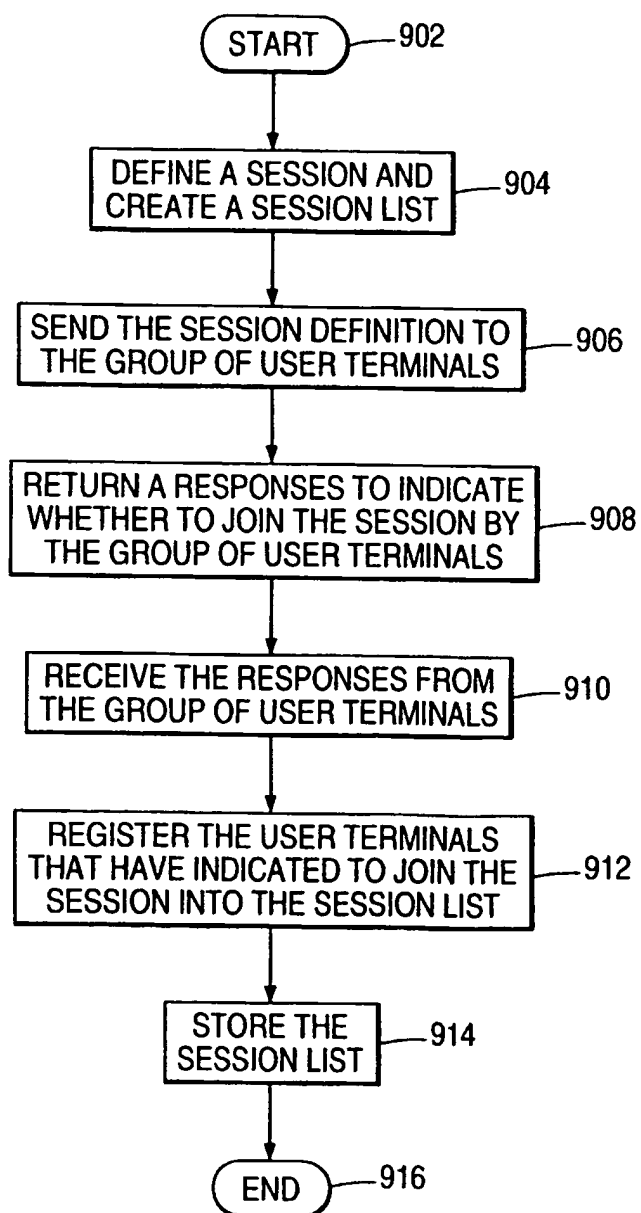 START
902
DEFINE A SESSION AND
CREATE A SESSION LIST
904
SEND THE SESSION DEFINITION TO
THE GROUP OF USER TERMINALS
906
RETURN A RESPONSES TO INDICATE
WHETHER TO JOIN THE SESSION BY
THE GROUP OF USER TERMINALS
908
RECEIVE THE RESPONSES FROM
THE GROUP OF USER TERMINALS
910
REGISTER THE USER TERMINALS
THAT HAVE INDICATED TO JOIN THE
SESSION INTO THE SESSION LIST
912
STORE THE
SESSION LIST
914
END
916